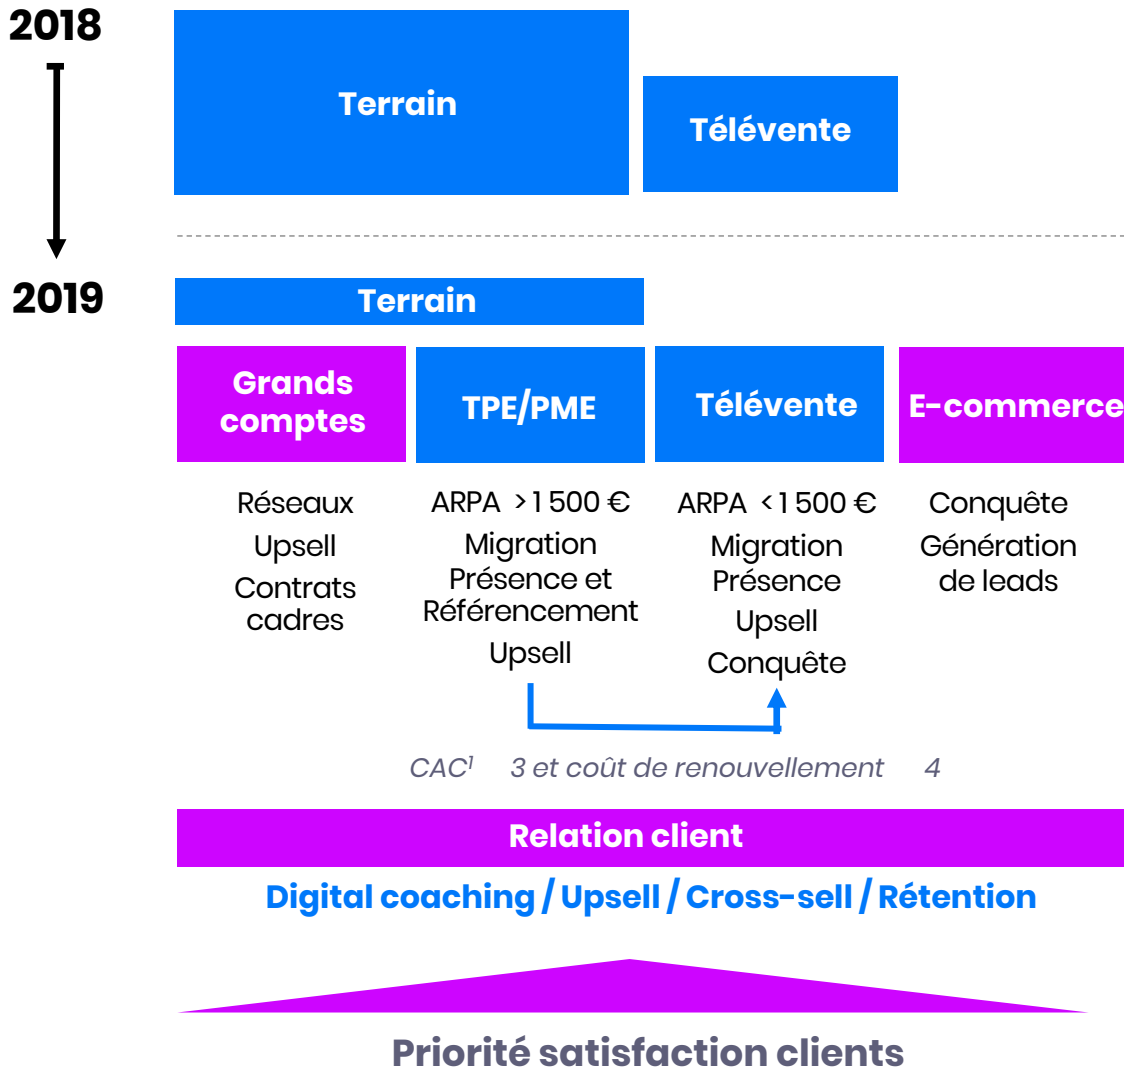 2018
Terrain
Télévente
2019
Terrain
Grands
comptes
TPE/PME
Télévente
E-commerce
Réseaux
Upsell
Contrats
cadres
ARPA >1 500 €
Migration
Présence et
Référencement
Upsell
ARPA <1 500 €
Migration
Présence
Upsell
Conquête
Conquête
Génération
de leads
CAC¹ 3 et coût de renouvellement 4
Relation client
Digital coaching / Upsell / Cross-sell / Rétention
Priorité satisfaction clients